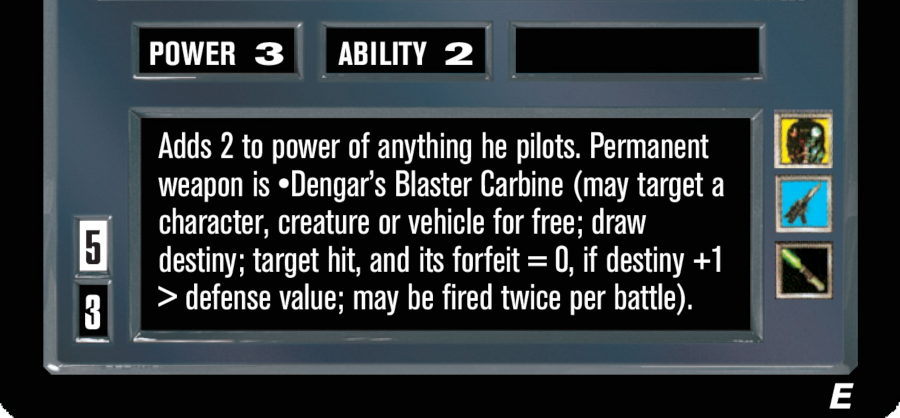 POWER 3 ABILITY 2
Adds 2 to power of anything he pilots. Permanent
weapon is •Dengar's Blaster Carbine (may target a
character, creature or vehicle for free; draw
destiny; target hit, and its forfeit = 0, if destiny +1
> defense value; may be fired twice per battle).
5
3
E